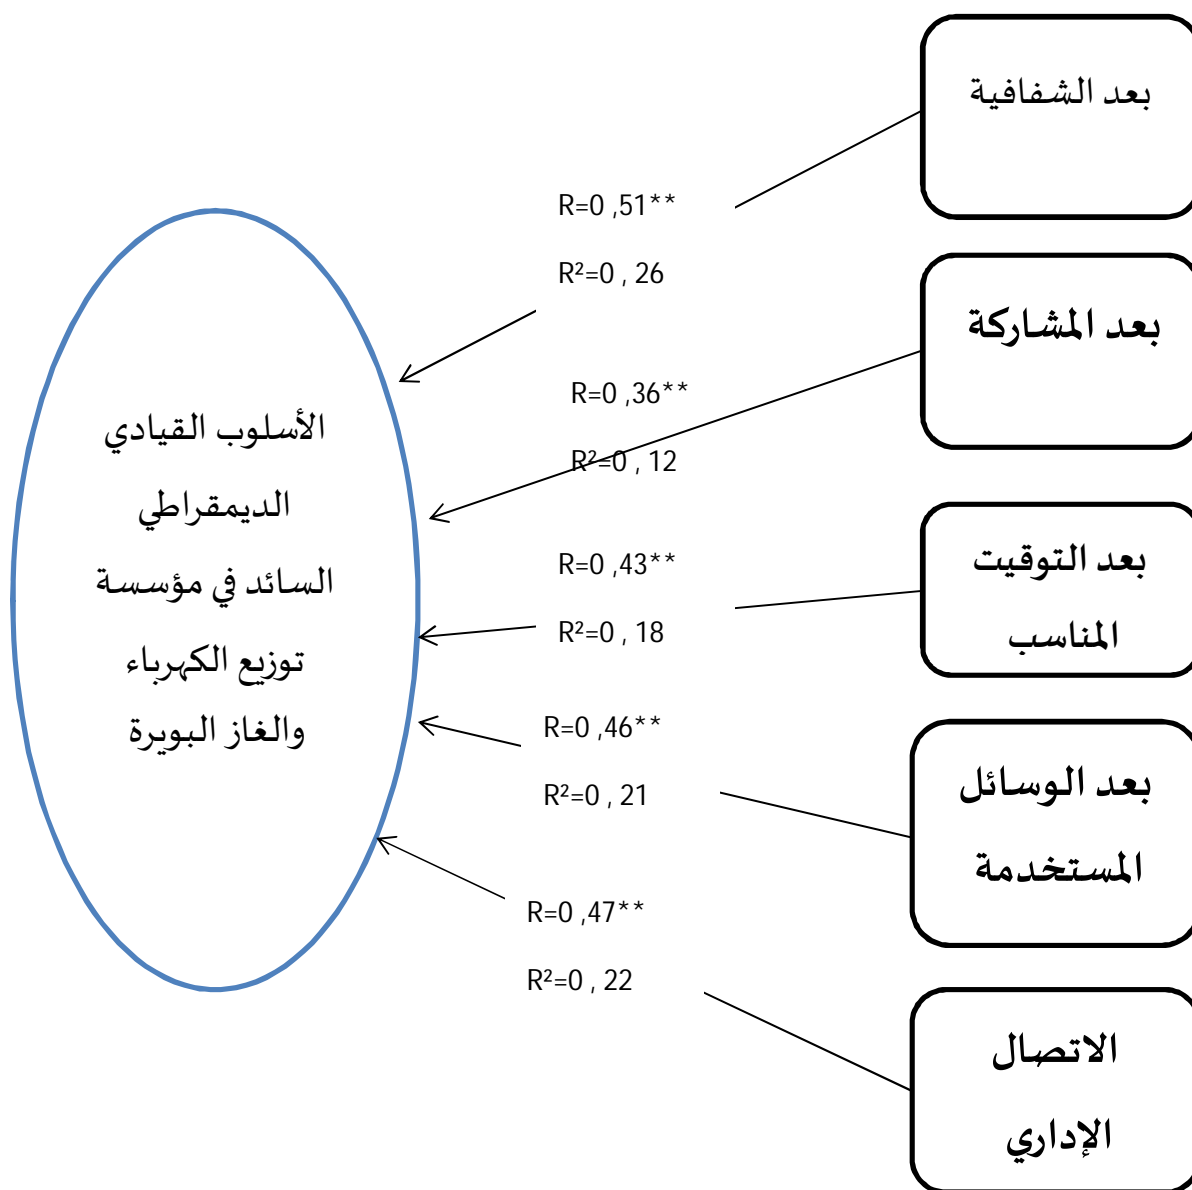 بعد الشفافية
R=0 ,51**
R²=0 , 26
بعد المشاركة
R=0 ,36**
R²=0 , 12
الأسلوب القيادي
الديمقراطي
السائد في مؤسسة
توزيع الكهرباء
والغاز البويرة
بعد التوقيت
المناسب
R=0 ,43**
R²=0 , 18
بعد الوسائل
المستخدمة
R=0 ,46**
R²=0 , 21
الاتصال
الإداري
R=0 ,47**
R²=0 , 22